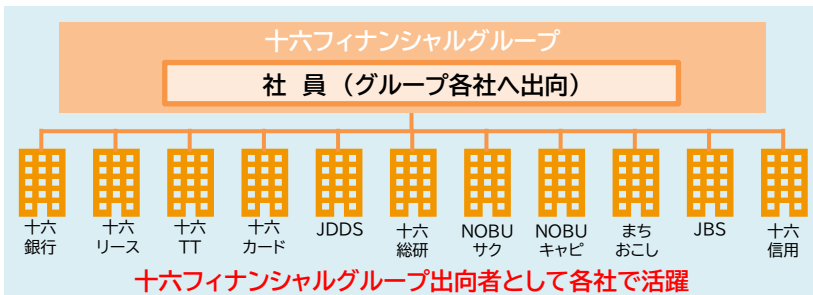 十六フィナンシャルグループ
社 員（グループ各社へ出向）
十六
銀行
十六
リース
十六
TT
十六
カード
JDDS
十六
総研
NOBU
サク
NOBU
キャピ
まち
おこし
JBS
十六
信用
十六フィナンシャルグループ出向者として各社で活躍